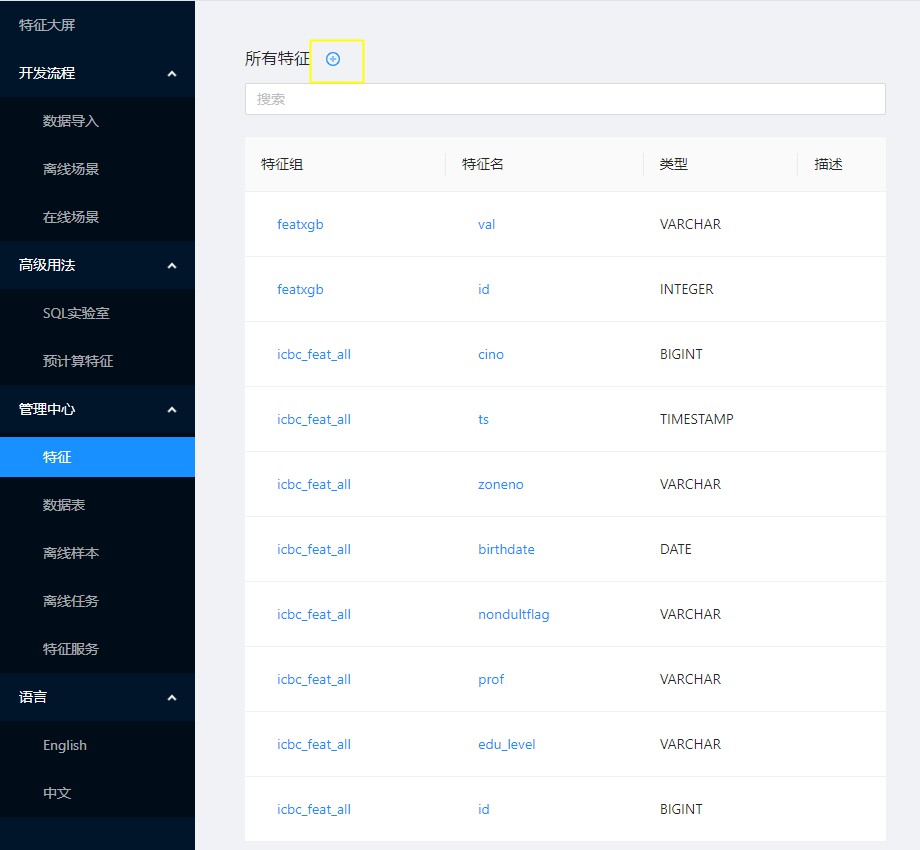 特征大屏
开发流程
数据导入
离线场景
在线场景
高级用法
SQL实验室
预计算特征
管理中心
特征
数据表
离线样本
离线任务
特征服务
语言
English
中文
所有特征
搜索
特征组 特征名 类型 描述
featxgb val VARCHAR
featxgb id INTEGER
icbc_feat_all cino BIGINT
icbc_feat_all ts TIMESTAMP
icbc_feat_all zoneno VARCHAR
icbc_feat_all birthdate DATE
icbc_feat_all nondultflag VARCHAR
icbc_feat_all prof VARCHAR
icbc_feat_all edu_level VARCHAR
icbc_feat_all id BIGINT